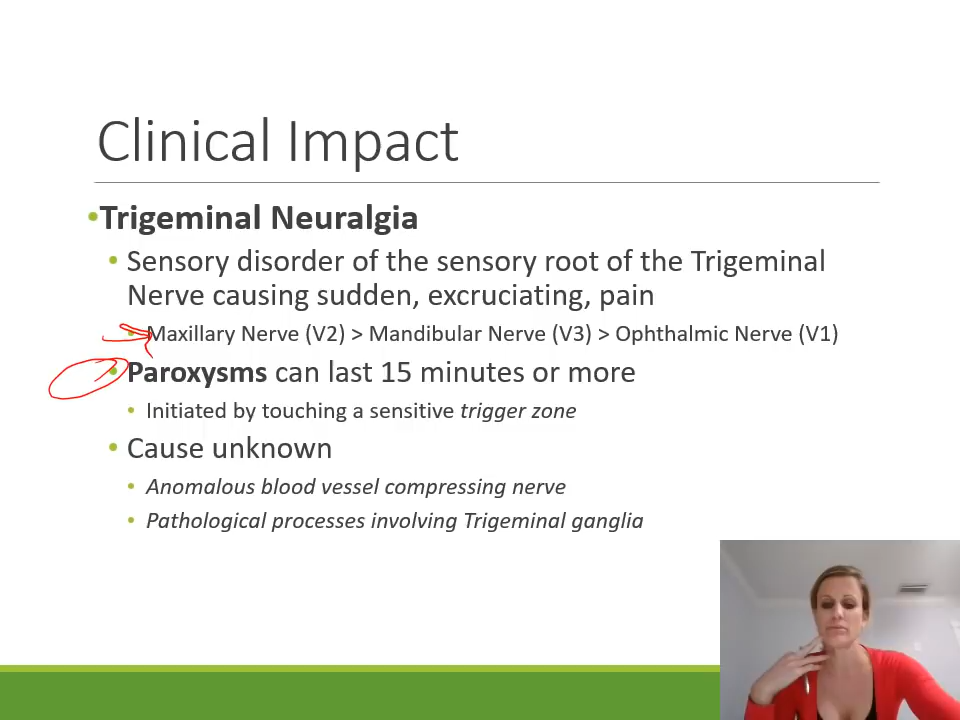 Clinical Impact
•Trigeminal Neuralgia
• Sensory disorder of the sensory root of the Trigeminal
Nerve causing sudden, excruciating, pain
• Maxillary Nerve (V2) > Mandibular Nerve (V3) > Ophthalmic Nerve (V1)
• Paroxysms can last 15 minutes or more
• Initiated by touching a sensitive trigger zone
• Cause unknown
• Anomalous blood vessel compressing nerve
• Pathological processes involving Trigeminal ganglia